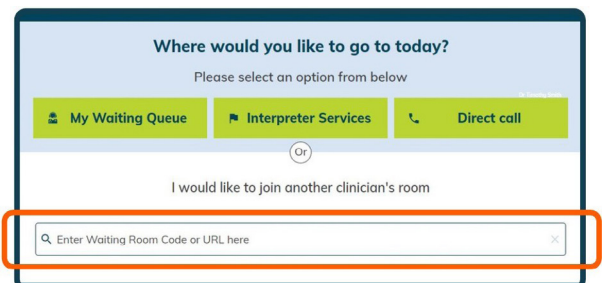 Where would you like to go to today?
Please select an option from below
My Waiting Queue
Interpreter Services
Direct call
Or
I would like to join another clinician's room
Enter Waiting Room Code or URL here